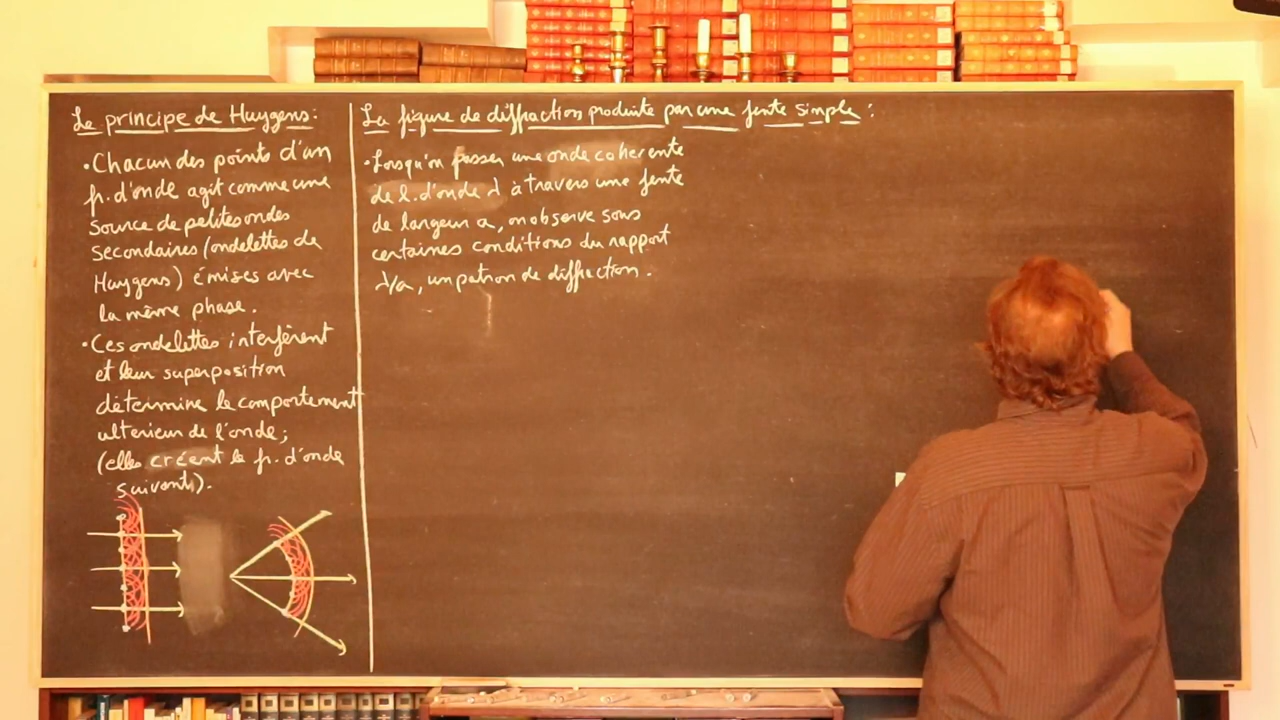 Le principe de Huygens :
• Chacun des points d'un
fr. d'onde agit comme une
source de petites ondes
secondaires (ondelettes de
Huygens) émises avec
la même phase.
• Ces ondelettes interfèrent
et leur superposition
détermine le comportement
ulterieur de l'onde ;
(elles créent le fr. d'onde
suivant).
La figure de diffraction produite par une fente simple :
• Lorsqu'on passer une onde coherente
de l. d'onde λ à travers une fente
de largeur a, on observe sous
certaines conditions du rapport
λ/a, un patron de diffraction.